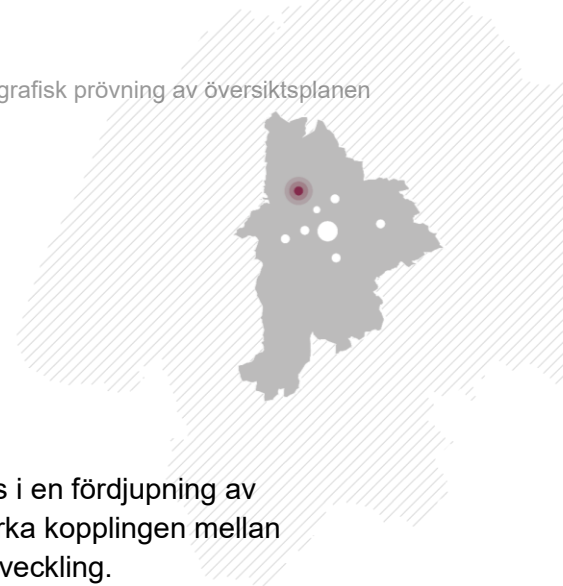 grafisk prövning av översiktsplanen
s i en fördjupning av
rka kopplingen mellan
veckling.